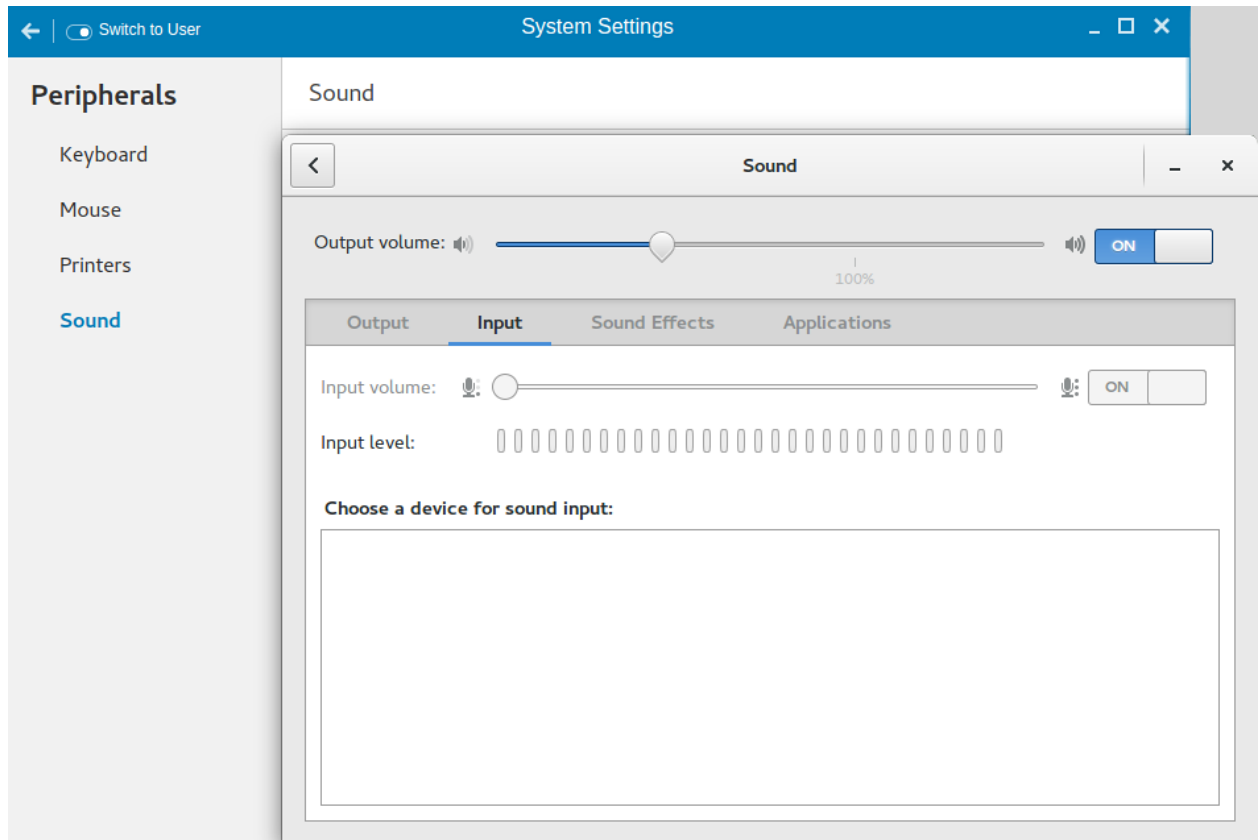 Switch to User
System Settings
Peripherals
Keyboard
Mouse
Printers
Sound
Sound
Sound
Output volume:
ON
100%
Output Input Sound Effects Applications
Input volume:
ON
Input level:
Choose a device for sound input: